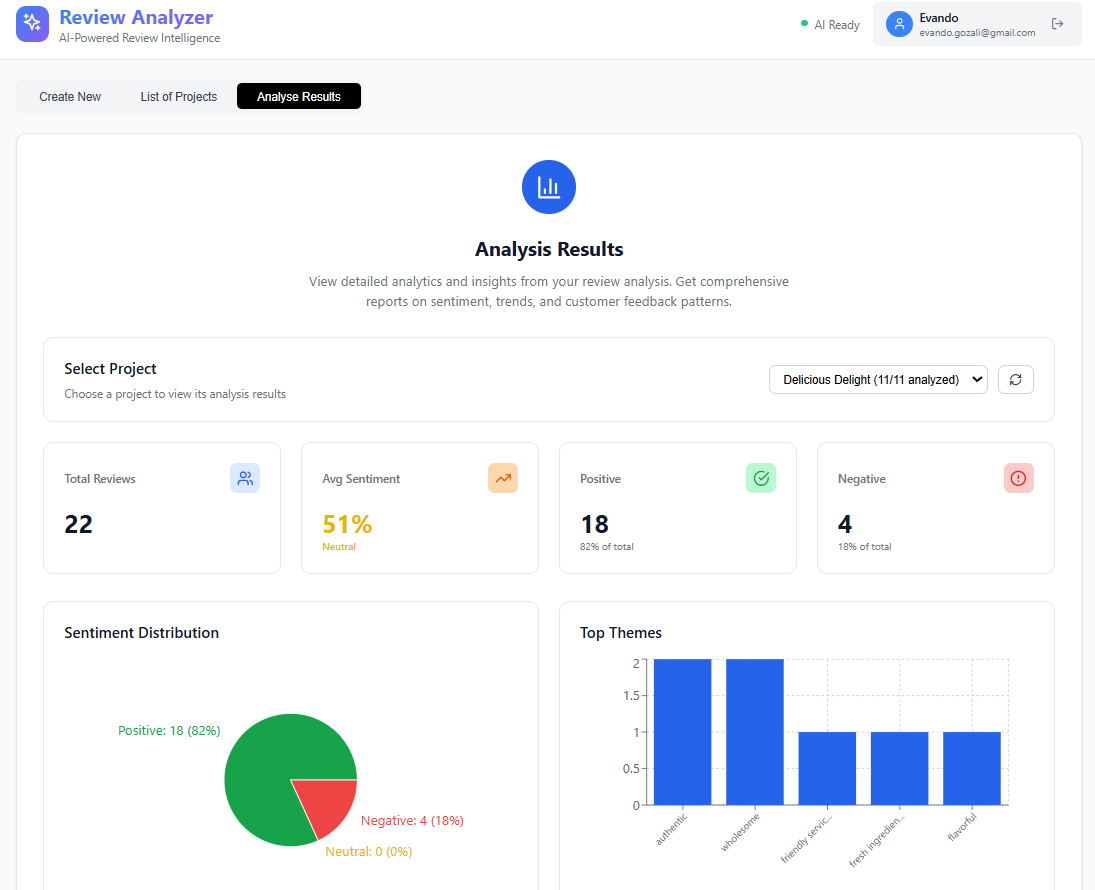 Review Analyzer
AI-Powered Review Intelligence
AI Ready
Evando
evando.gozali@gmail.com
Create New
List of Projects
Analyse Results
Analysis Results
View detailed analytics and insights from your review analysis. Get comprehensive
reports on sentiment, trends, and customer feedback patterns.
Select Project
Choose a project to view its analysis results
Delicious Delight (11/11 analyzed)
Total Reviews
22
Avg Sentiment
51%
Neutral
Positive
18
82% of total
Negative
4
18% of total
Sentiment Distribution
Positive: 18 (82%)
Negative: 4 (18%)
Neutral: 0 (0%)
Top Themes
2
1.5
1
0.5
0
authentic
wholesome
friendly servic...
fresh ingredien...
flavorful